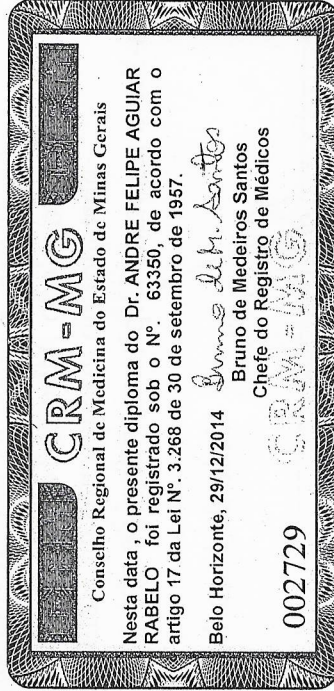 CRM-MG
Conselho Regional de Medicina do Estado de Minas Gerais
Nesta data , o presente diploma do Dr. ANDRE FELIPE AGUIAR
RABELO foi registrado sob o Nº. 63350, de acordo com o
artigo 17 da Lei Nº. 3.268 de 30 de setembro de 1957.
Belo Horizonte, 29/12/2014 Bruno de M. Santos
Bruno de Medeiros Santos
Chefe do Registro de Médicos
CRM-MG
002729